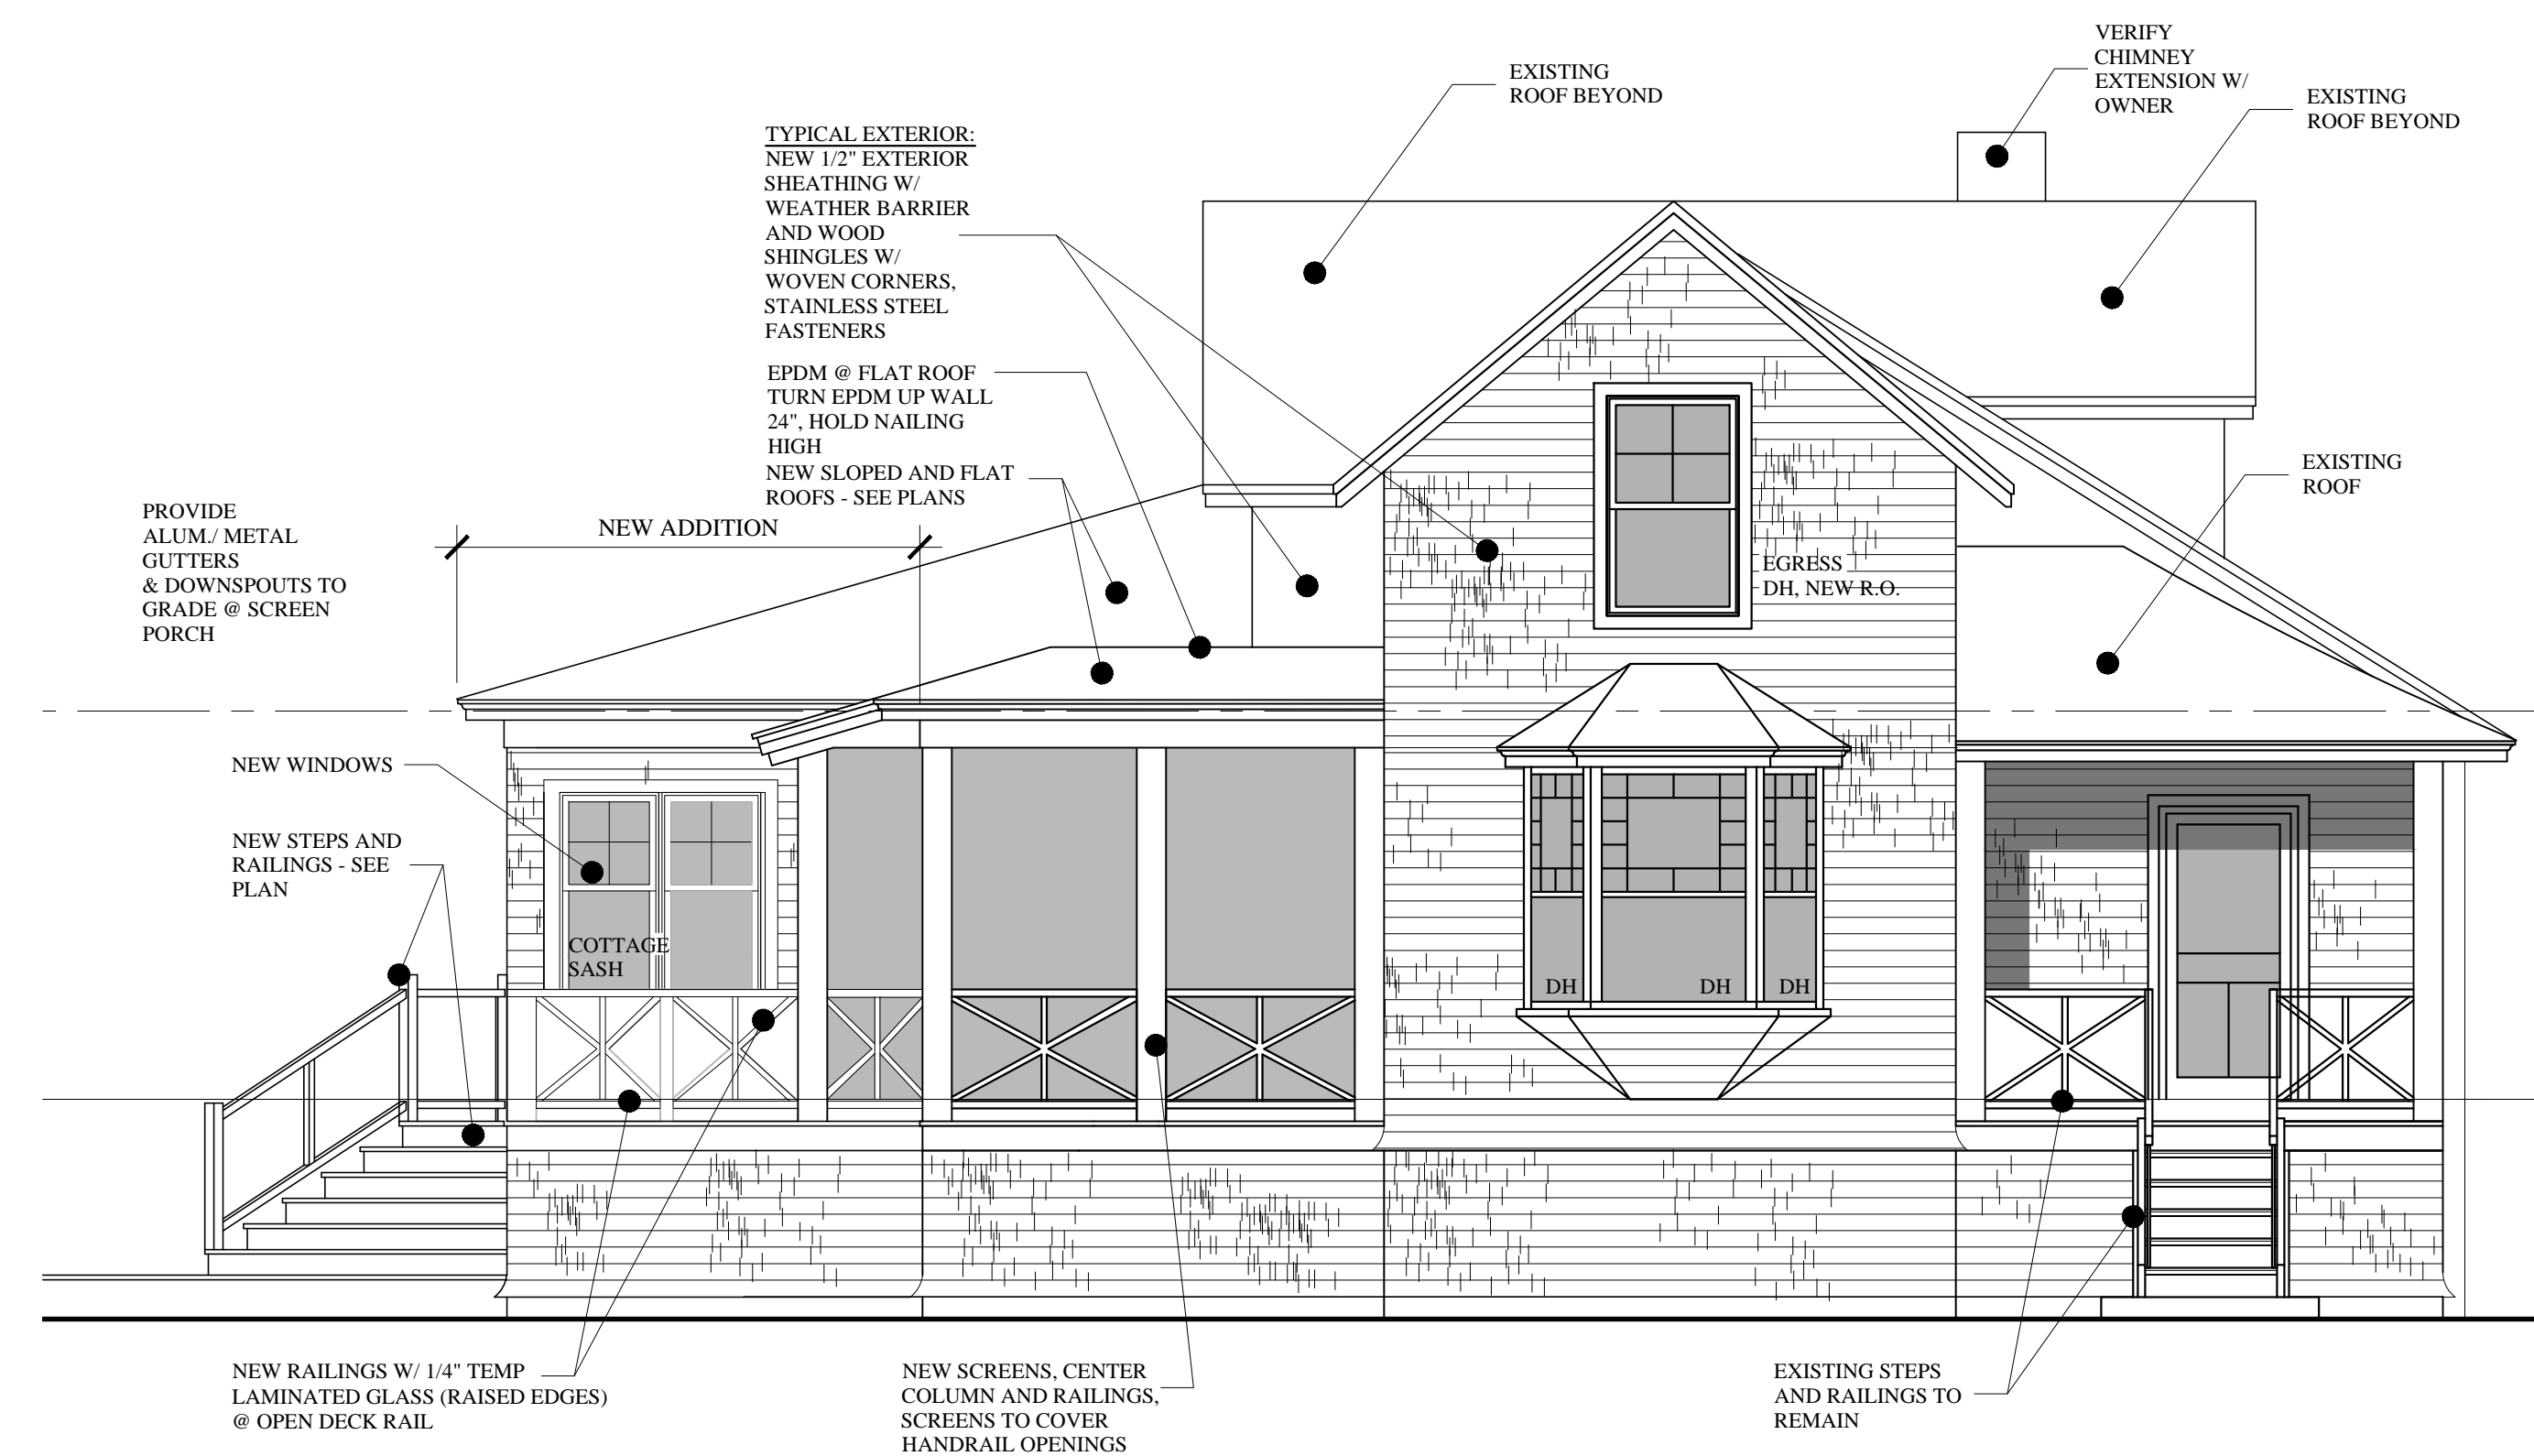 VERIFY
CHIMNEY
EXTENSION W/
OWNER
EXISTING
ROOF BEYOND
EXISTING
ROOF BEYOND
TYPICAL EXTERIOR:
NEW 1/2" EXTERIOR
SHEATHING W/
WEATHER BARRIER
AND WOOD
SHINGLES W/
WOVEN CORNERS,
STAINLESS STEEL
FASTENERS
EPDM @ FLAT ROOF
TURN EPDM UP WALL
24", HOLD NAILING
HIGH
NEW SLOPED AND FLAT
ROOFS - SEE PLANS
EXISTING
ROOF
PROVIDE
ALUM./ METAL
GUTTERS
& DOWNSPOUTS TO
GRADE @ SCREEN
PORCH
NEW ADDITION
EGRESS
DH, NEW R.O.
NEW WINDOWS
NEW STEPS AND
RAILINGS - SEE
PLAN
COTTAGE
SASH
DH
DH
DH
NEW RAILINGS W/ 1/4" TEMP
LAMINATED GLASS (RAISED EDGES)
@ OPEN DECK RAIL
NEW SCREENS, CENTER
COLUMN AND RAILINGS,
SCREENS TO COVER
HANDRAIL OPENINGS
EXISTING STEPS
AND RAILINGS TO
REMAIN